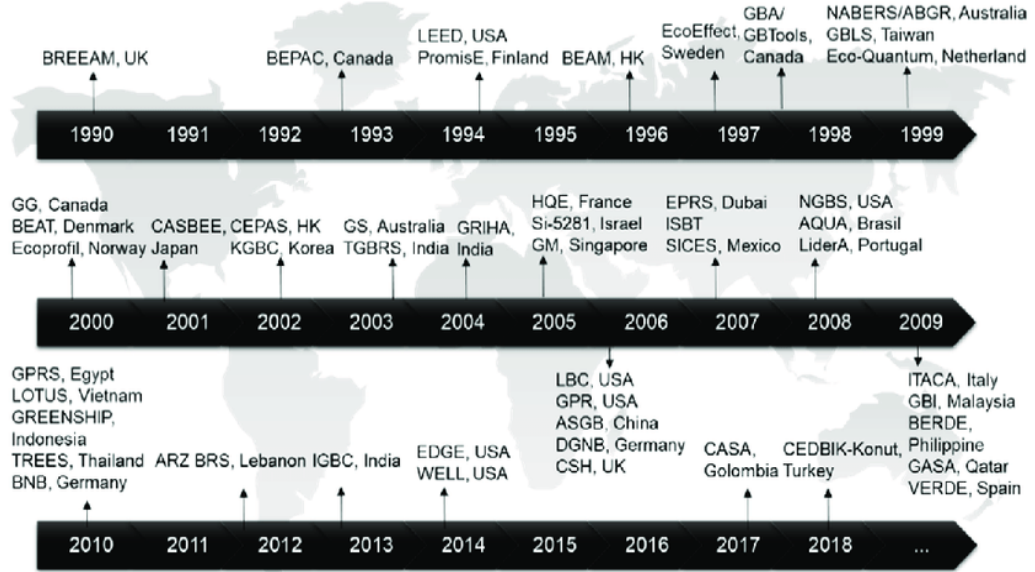 BREEAM, UK
BEPAC, Canada
LEED, USA
PromisE, Finland
BEAM, HK
EcoEffect,
Sweden
GBA/
GBTools,
Canada
NABERS/ABGR, Australia
GBLS, Taiwan
Eco-Quantum, Netherland
1990 1991 1992 1993 1994 1995 1996 1997 1998 1999
GG, Canada
BEAT, Denmark
Ecoprofil, Norway
CASBEE,
Japan
CEPAS, HK
KGBC, Korea
GS, Australia
TGBRS, India
GRIHA,
India
HQE, France
Si-5281, Israel
GM, Singapore
EPRS, Dubai
ISBT
SICES, Mexico
NGBS, USA
AQUA, Brasil
LiderA, Portugal
2000 2001 2002 2003 2004 2005 2006 2007 2008 2009
GPRS, Egypt
LOTUS, Vietnam
GREENSHIP,
Indonesia
TREES, Thailand
BNB, Germany
ARZ BRS, Lebanon
IGBC, India
EDGE, USA
WELL, USA
LBC, USA
GPR, USA
ASGB, China
DGNB, Germany
CSH, UK
CASA,
Golombia
CEDBIK-Konut,
Turkey
ITACA, Italy
GBI, Malaysia
BERDE,
Philippine
GASA, Qatar
VERDE, Spain
2010 2011 2012 2013 2014 2015 2016 2017 2018 ...